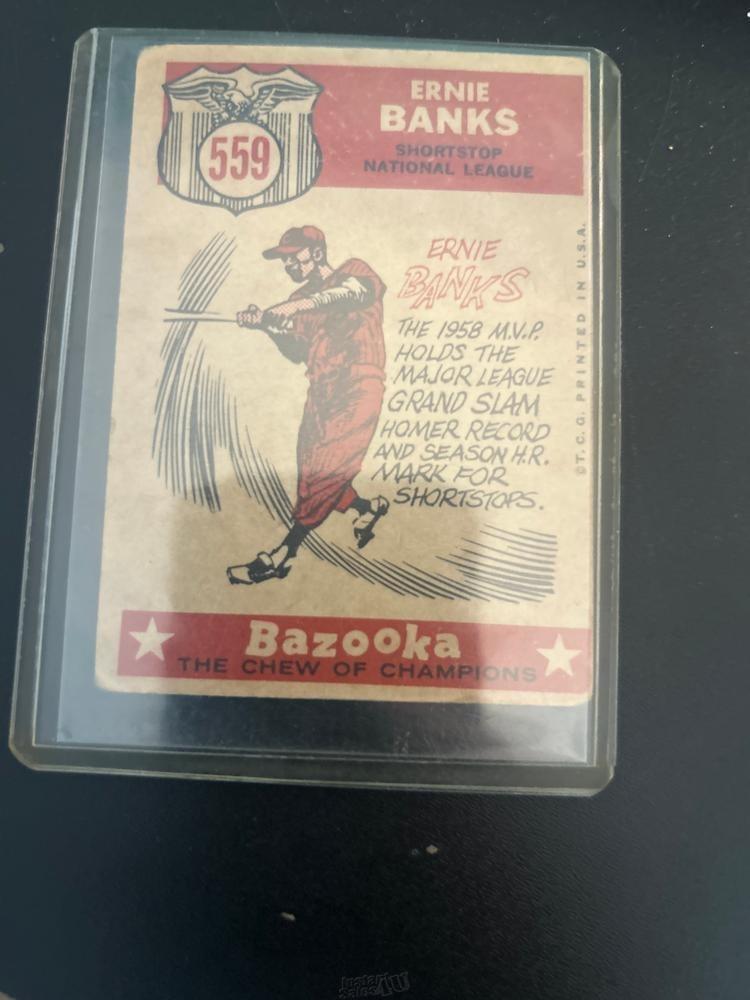 559
ERNIE
BANKS
SHORTSTOP
NATIONAL LEAGUE
ERNIE
BANKS
THE 1958 M.V.P.
HOLDS THE
MAJOR LEAGUE
GRAND SLAM
HOMER RECORD
AND SEASON H.R.
MARK FOR
SHORTSTOPS.
©T.C.G. PRINTED IN U.S.A.
Bazooka
THE CHEW OF CHAMPIONS